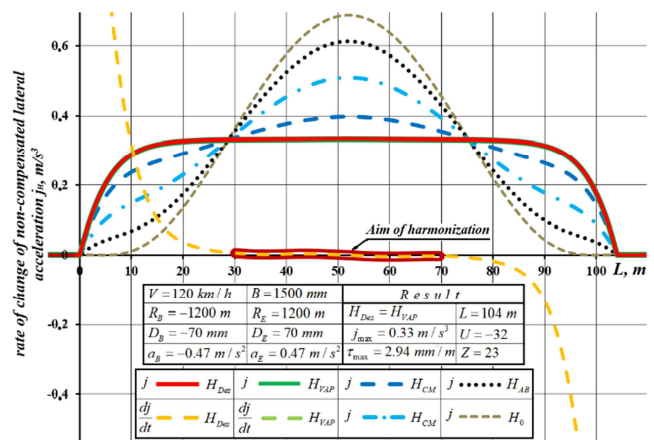 rate of change of non-compensated lateral
acceleration jₙ, m/s³
0,6
0,4
0,2
0
-0,2
-0,4
0 10 20 30 40 50 60 70 80 90 100 L, m
Aim of harmonization
V = 120 km / h B = 1500 mm Result
R_B = −1200 m R_E = 1200 m H_Des = H_VAP L = 104 m
D_B = −70 mm D_E = 70 mm j_max = 0.33 m / s³ U = −32
a_B = −0.47 m / s² a_E = 0.47 m / s² τ_max = 2.94 mm / m Z = 23
j H_Des j H_VAP j H_CM j H_AB
dj/dt H_Des dj/dt H_VAP j H_CM j H_0